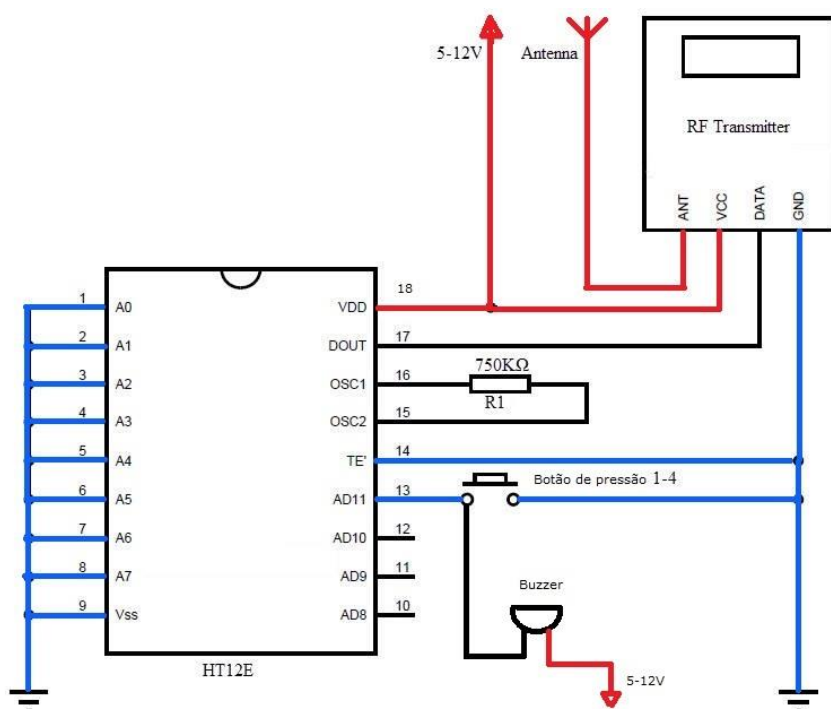 5-12V
Antenna
RF Transmitter
ANT
VCC
DATA
GND
1
A0
2
A1
3
A2
4
A3
5
A4
6
A5
7
A6
8
A7
9
Vss
VDD
18
DOUT
17
OSC1
16
OSC2
15
TE'
14
AD11
13
AD10
12
AD9
11
AD8
10
750KΩ
R1
Botão de pressão 1-4
Buzzer
5-12V
HT12E